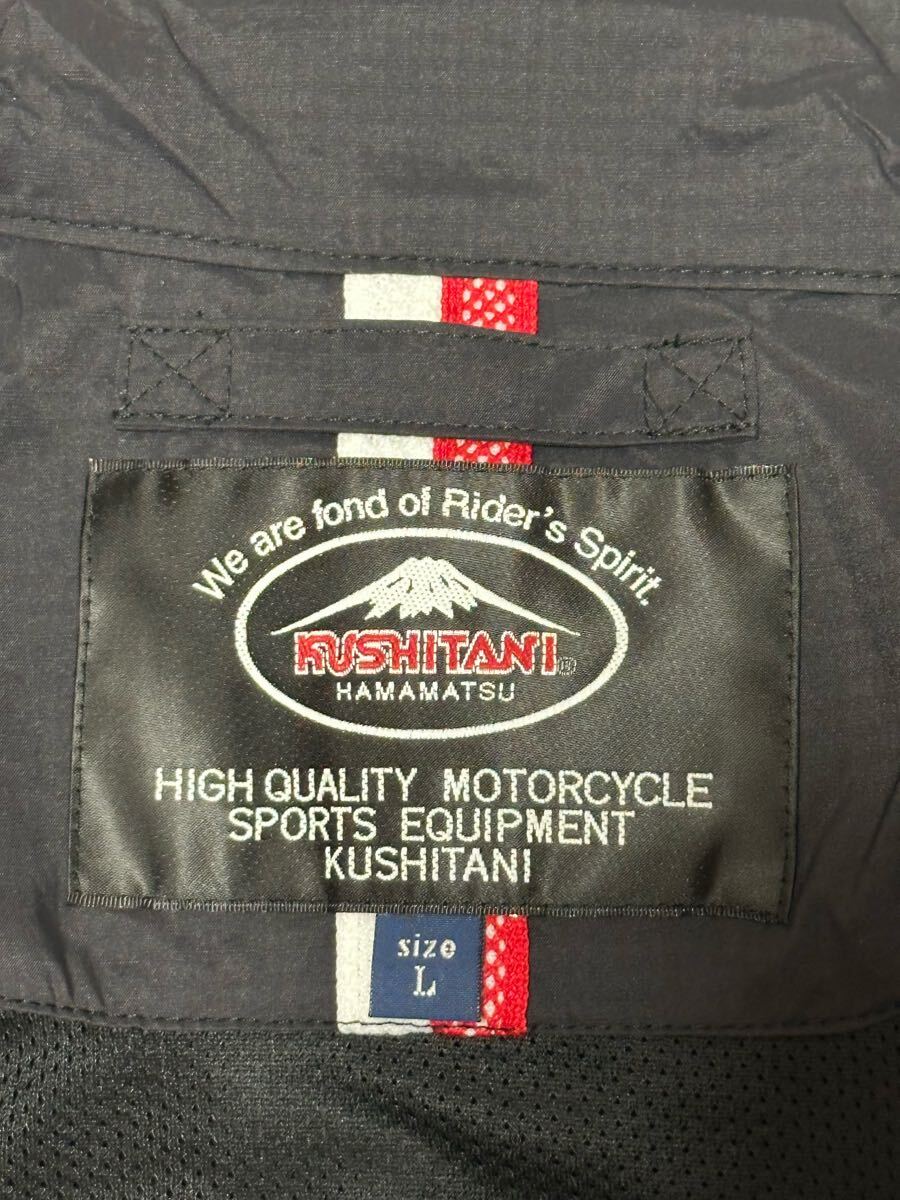 We are fond of Rider's Spirit.
KUSHITANI®
HAMAMATSU
HIGH QUALITY MOTORCYCLE
SPORTS EQUIPMENT
KUSHITANI
size
L